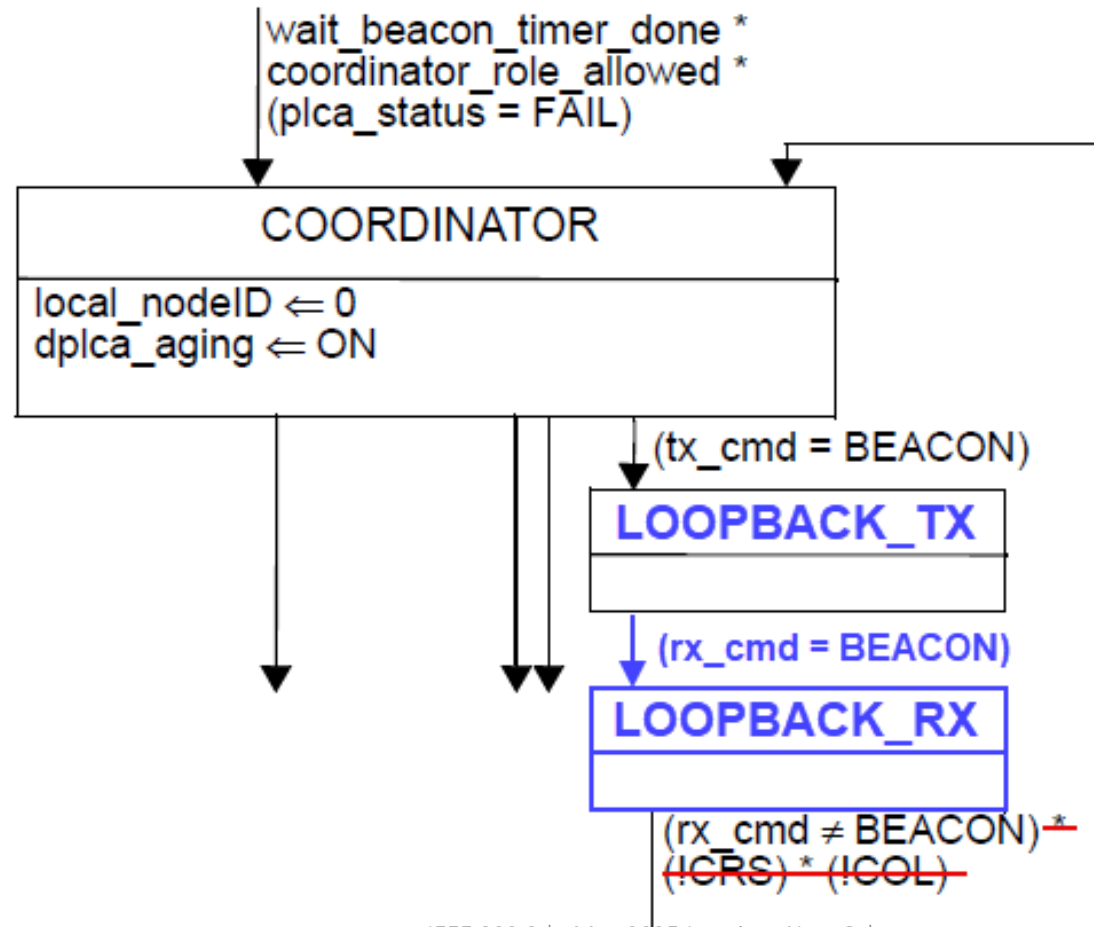 wait_beacon_timer_done *
coordinator_role_allowed *
(plca_status = FAIL)
COORDINATOR
local_nodeID ⇐ 0
dplca_aging ⇐ ON
(tx_cmd = BEACON)
LOOPBACK_TX
(rx_cmd = BEACON)
LOOPBACK_RX
(rx_cmd ≠ BEACON) *
(!CRS) * (!COL)